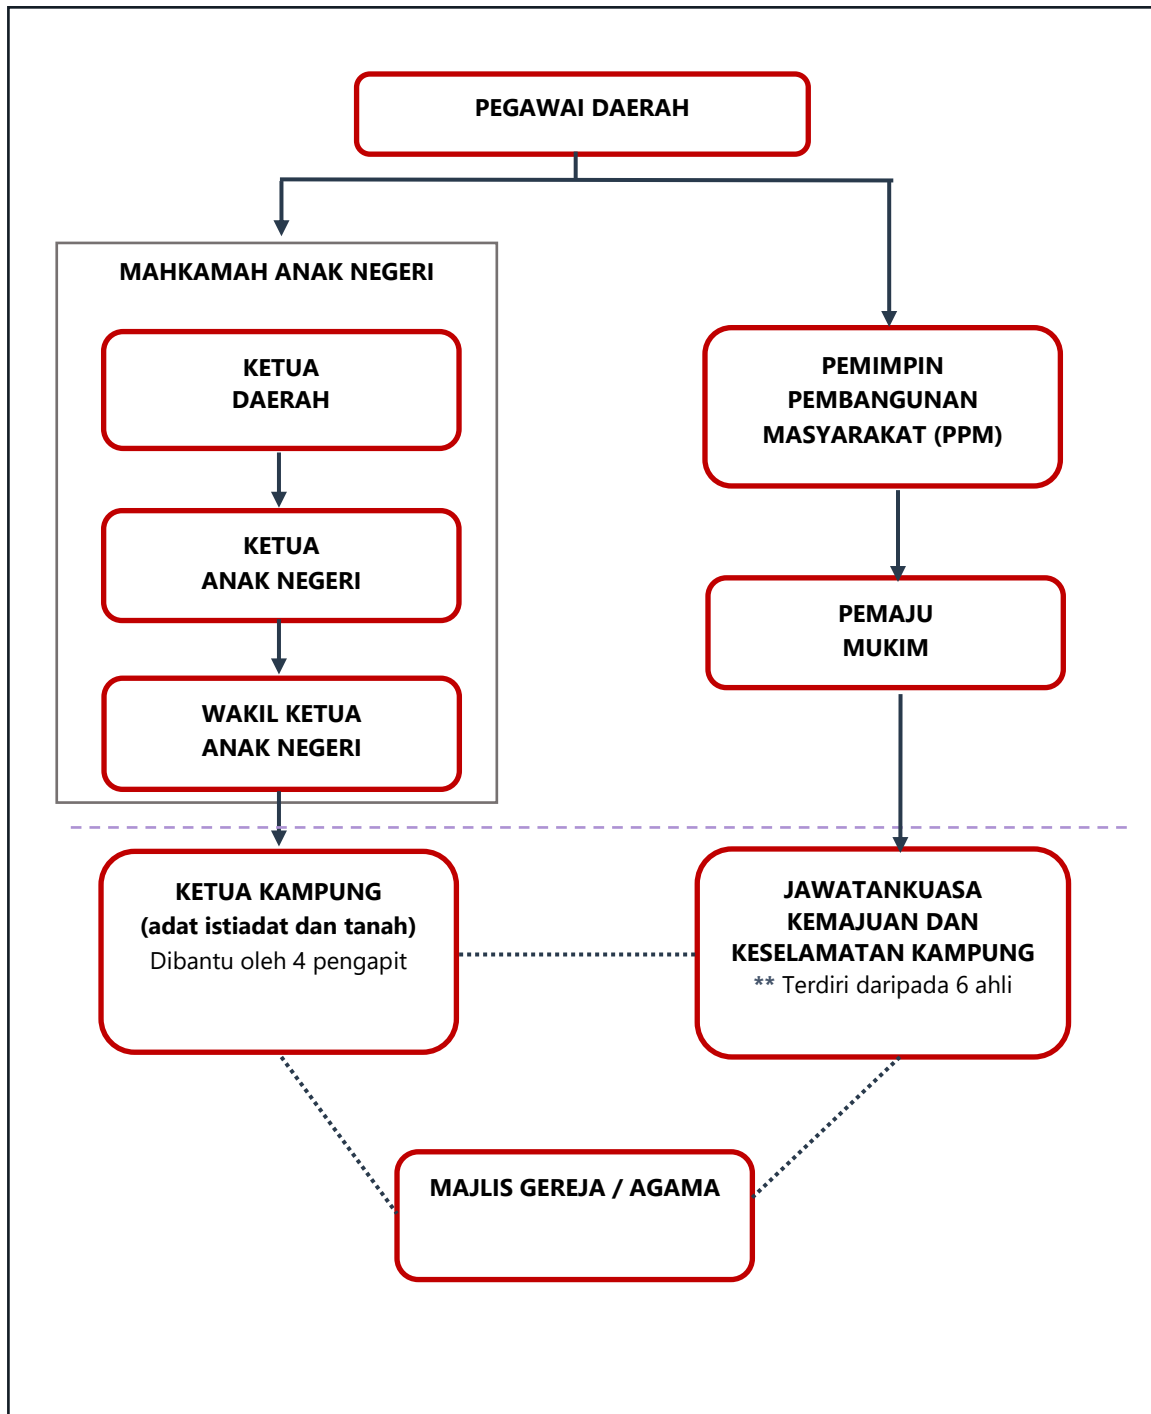 PEGAWAI DAERAH
MAHKAMAH ANAK NEGERI
KETUA
DAERAH
KETUA
ANAK NEGERI
WAKIL KETUA
ANAK NEGERI
PEMIMPIN
PEMBANGUNAN
MASYARAKAT (PPM)
PEMAJU
MUKIM
KETUA KAMPUNG
(adat istiadat dan tanah)
Dibantu oleh 4 pengapit
JAWATANKUASA
KEMAJUAN DAN
KESELAMATAN KAMPUNG
** Terdiri daripada 6 ahli
MAJLIS GEREJA / AGAMA